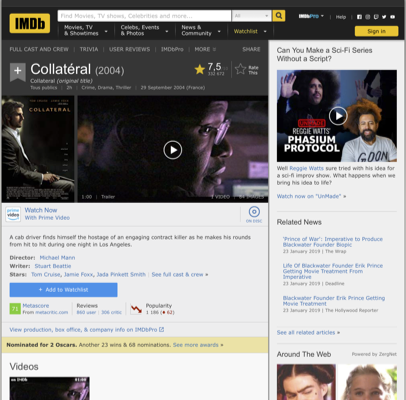 IMDb
Find Movies, TV shows, Celebrities and more...
All
IMDbPro
Help
Movies, TV
& Showtimes
Celebs, Events
& Photos
News &
Community
Watchlist
Sign in
FULL CAST AND CREW | TRIVIA | USER REVIEWS | IMDbPro | MORE
SHARE
Collatéral (2004)
Collateral (original title)
Tous publics | 2h | Crime, Drama, Thriller | 29 September 2004 (France)
7,5
Rate
This
COLLATERAL
1:00 | Trailer
Watch Now
With Prime Video
prime
video
ON DISC
A cab driver finds himself the hostage of an engaging contract killer as he makes his rounds
from hit to hit during one night in Los Angeles.
Director: Michael Mann
Writer: Stuart Beattie
Stars: Tom Cruise, Jamie Foxx, Jada Pinkett Smith | See full cast & crew »
+ Add to Watchlist
71
Metascore
From metacritic.com
Reviews
860 user | 306 critic
Popularity
View production, box office, & company info on IMDbPro
Nominated for 2 Oscars. Another 23 wins & 68 nominations. See more awards »
Videos
Can You Make a Sci-Fi Series
Without a Script?
REGGIE WATTS'
PHASIUM
PROTOCOL
Well Reggie Watts sure tried with his idea for
a sci-fi improv show. What happens when we
bring his idea to life?
Watch now on "UnMade" »
Related News
'Prince of War': Imperative to Produce
Blackwater Founder Biopic
23 January 2019 | The Wrap
Life Of Blackwater Founder Erik Prince
Getting Movie Treatment From
Imperative
23 January 2019 | Deadline
Blackwater Founder Erik Prince Getting
Movie Treatment
23 January 2019 | The Hollywood Reporter
See all related articles »
Around The Web
Powered by ZergNet